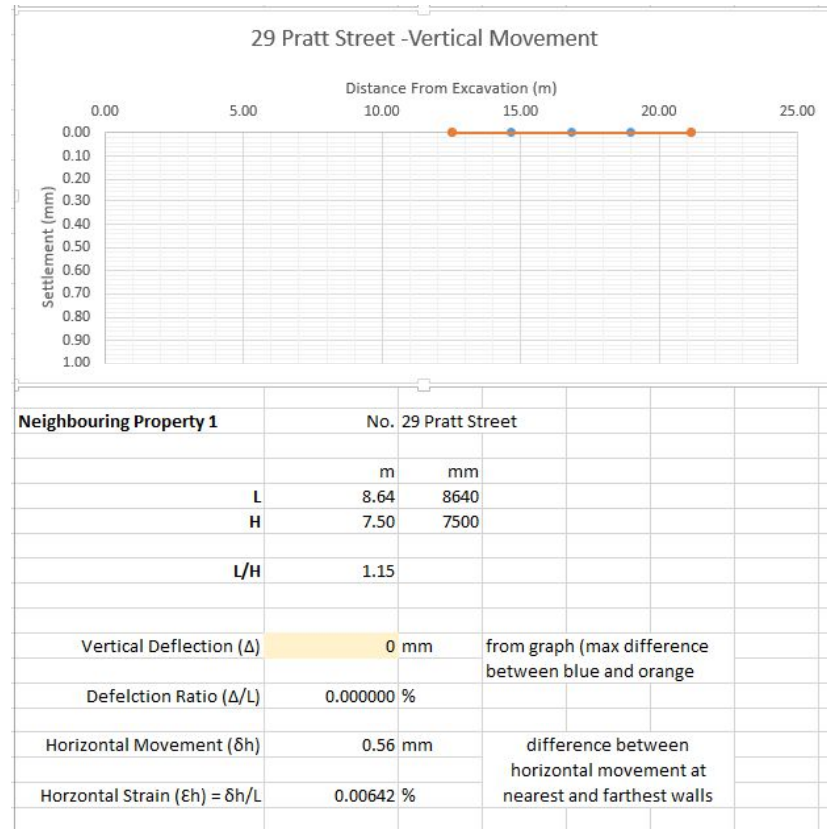 29 Pratt Street -Vertical Movement
Distance From Excavation (m)
0.00 5.00 10.00 15.00 20.00 25.00
Settlement (mm)
0.00
0.10
0.20
0.30
0.40
0.50
0.60
0.70
0.80
0.90
1.00
Neighbouring Property 1 No. 29 Pratt Street
m mm
L 8.64 8640
H 7.50 7500
L/H 1.15
Vertical Deflection (Δ) 0 mm from graph (max difference
between blue and orange
Defelction Ratio (Δ/L) 0.000000 %
Horizontal Movement (δh) 0.56 mm difference between
horizontal movement at
Horzontal Strain (Ɛh) = δh/L 0.00642 % nearest and farthest walls